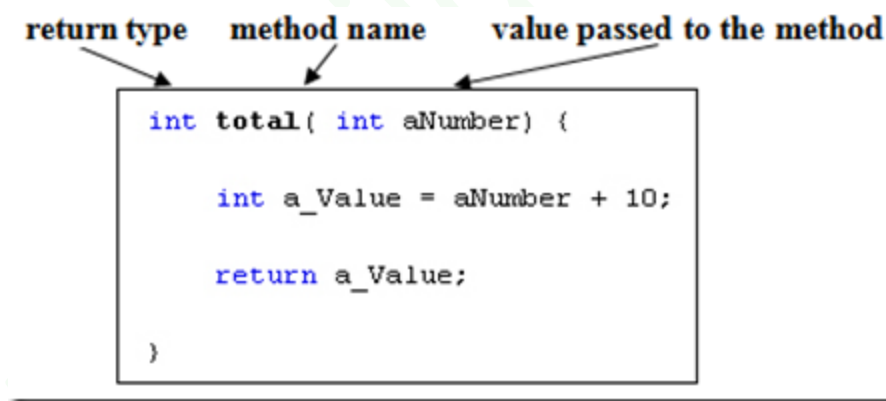 return type method name value passed to the method
int total( int aNumber) {
int a_Value = aNumber + 10;
return a_Value;
}